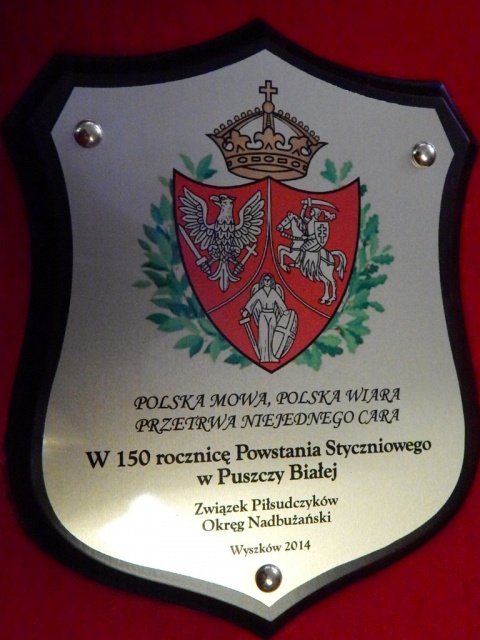 POLSKA MOWA, POLSKA WIARA
PRZETRWA NIEJEDNEGO CARA
W 150 rocznicę Powstania Styczniowego
w Puszczy Białej
Związek Piłsudczyków
Okręg Nadbużański
Wyszków 2014